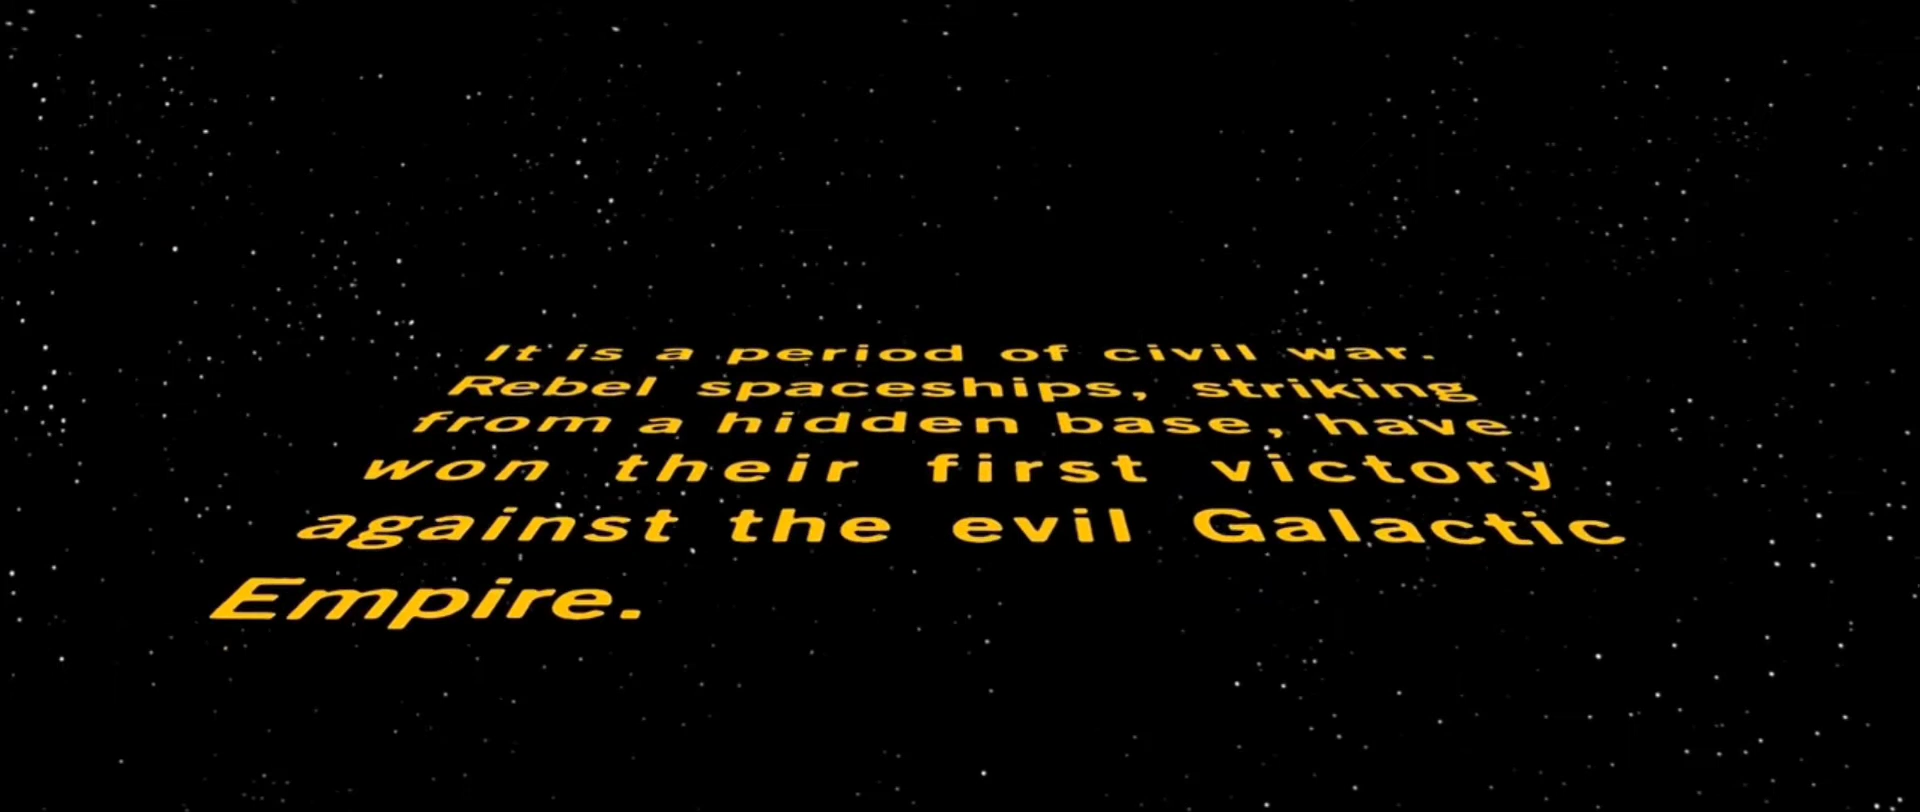 It is a period of civil war.
Rebel spaceships, striking
from a hidden base, have
won their first victory
against the evil Galactic
Empire.